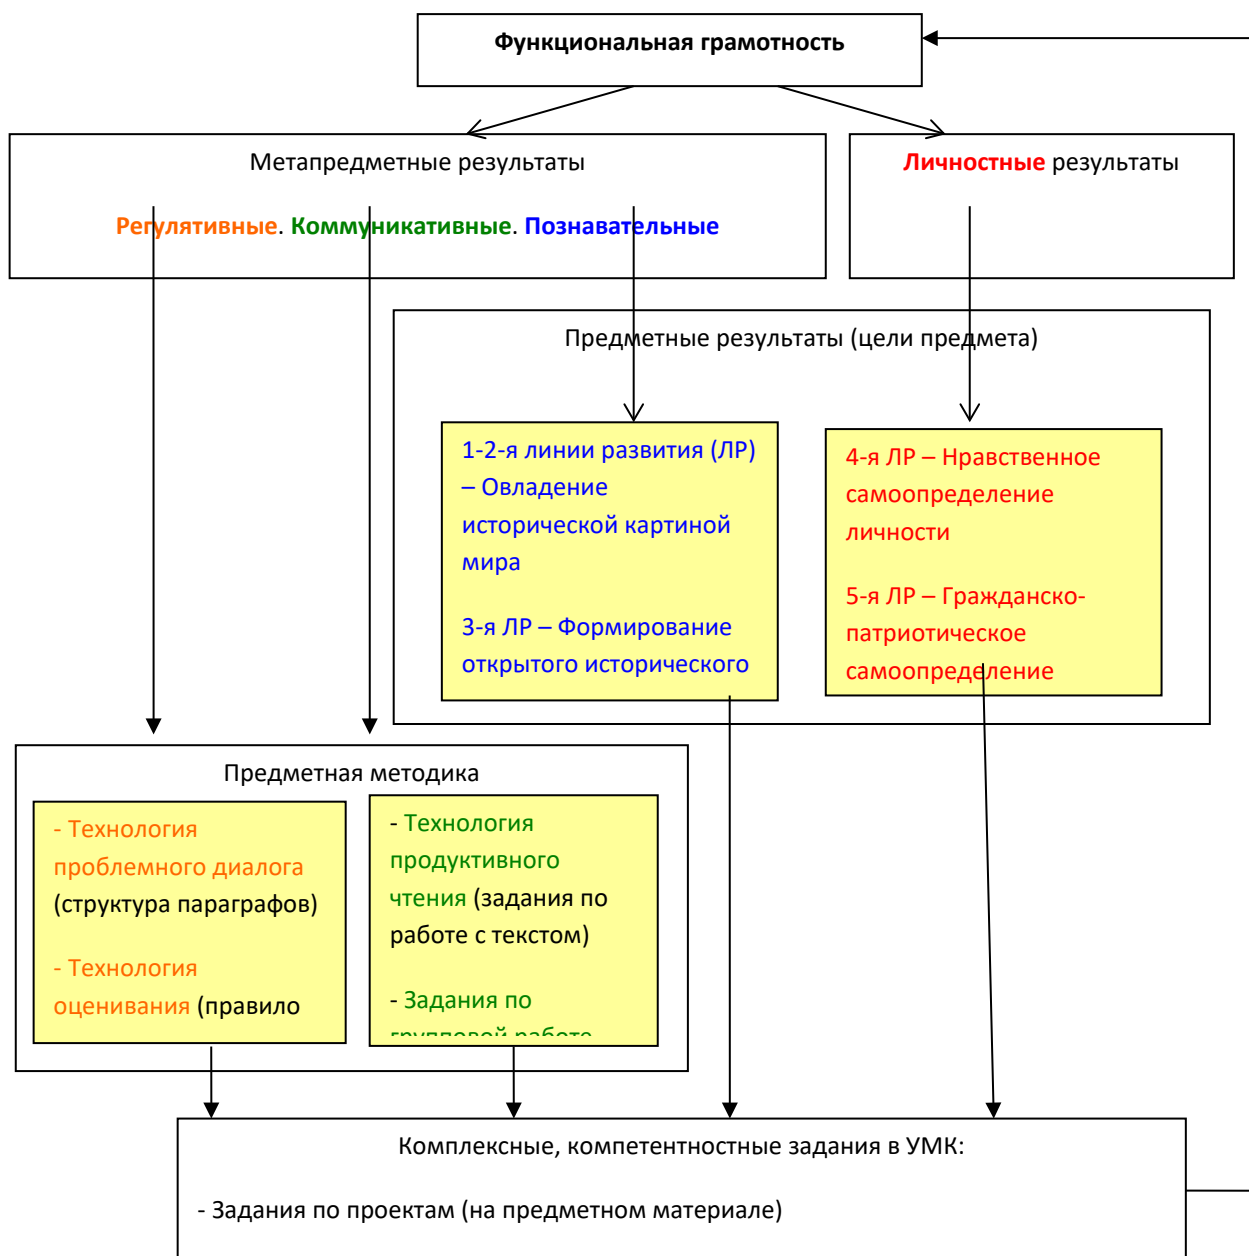 Функциональная грамотность
Метапредметные результаты
Регулятивные. Коммуникативные. Познавательные
Личностные результаты
Предметные результаты (цели предмета)
1-2-я линии развития (ЛР)
– Овладение
исторической картиной
мира
3-я ЛР – Формирование
открытого исторического
4-я ЛР – Нравственное
самоопределение
личности
5-я ЛР – Гражданско-
патриотическое
самоопределение
Предметная методика
- Технология
проблемного диалога
(структура параграфов)
- Технология
оценивания (правило
- Технология
продуктивного
чтения (задания по
работе с текстом)
- Задания по
групповой работе
Комплексные, компетентностные задания в УМК:
- Задания по проектам (на предметном материале)